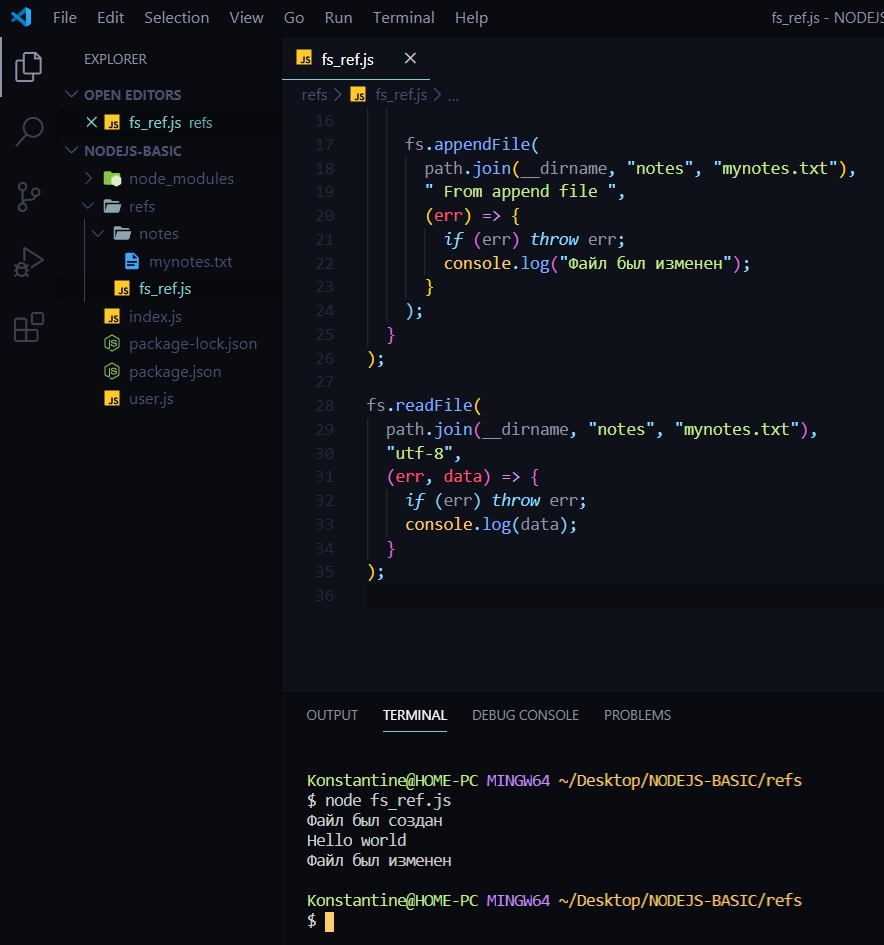 File Edit Selection View Go Run Terminal Help fs_ref.js - NODEJS
EXPLORER
OPEN EDITORS
JS fs_ref.js refs
NODEJS-BASIC
node_modules
refs
notes
mynotes.txt
JS fs_ref.js
JS index.js
package-lock.json
package.json
JS user.js
JS fs_ref.js
refs > JS fs_ref.js > ...
16
17 fs.appendFile(
18 path.join(__dirname, "notes", "mynotes.txt"),
19 " From append file ",
20 (err) => {
21 if (err) throw err;
22 console.log("Файл был изменен");
23 }
24 );
25 }
26 );
27
28 fs.readFile(
29 path.join(__dirname, "notes", "mynotes.txt"),
30 "utf-8",
31 (err, data) => {
32 if (err) throw err;
33 console.log(data);
34 }
35 );
36
OUTPUT TERMINAL DEBUG CONSOLE PROBLEMS
Konstantine@HOME-PC MINGW64 ~/Desktop/NODEJS-BASIC/refs
$ node fs_ref.js
Файл был создан
Hello world
Файл был изменен
Konstantine@HOME-PC MINGW64 ~/Desktop/NODEJS-BASIC/refs
$